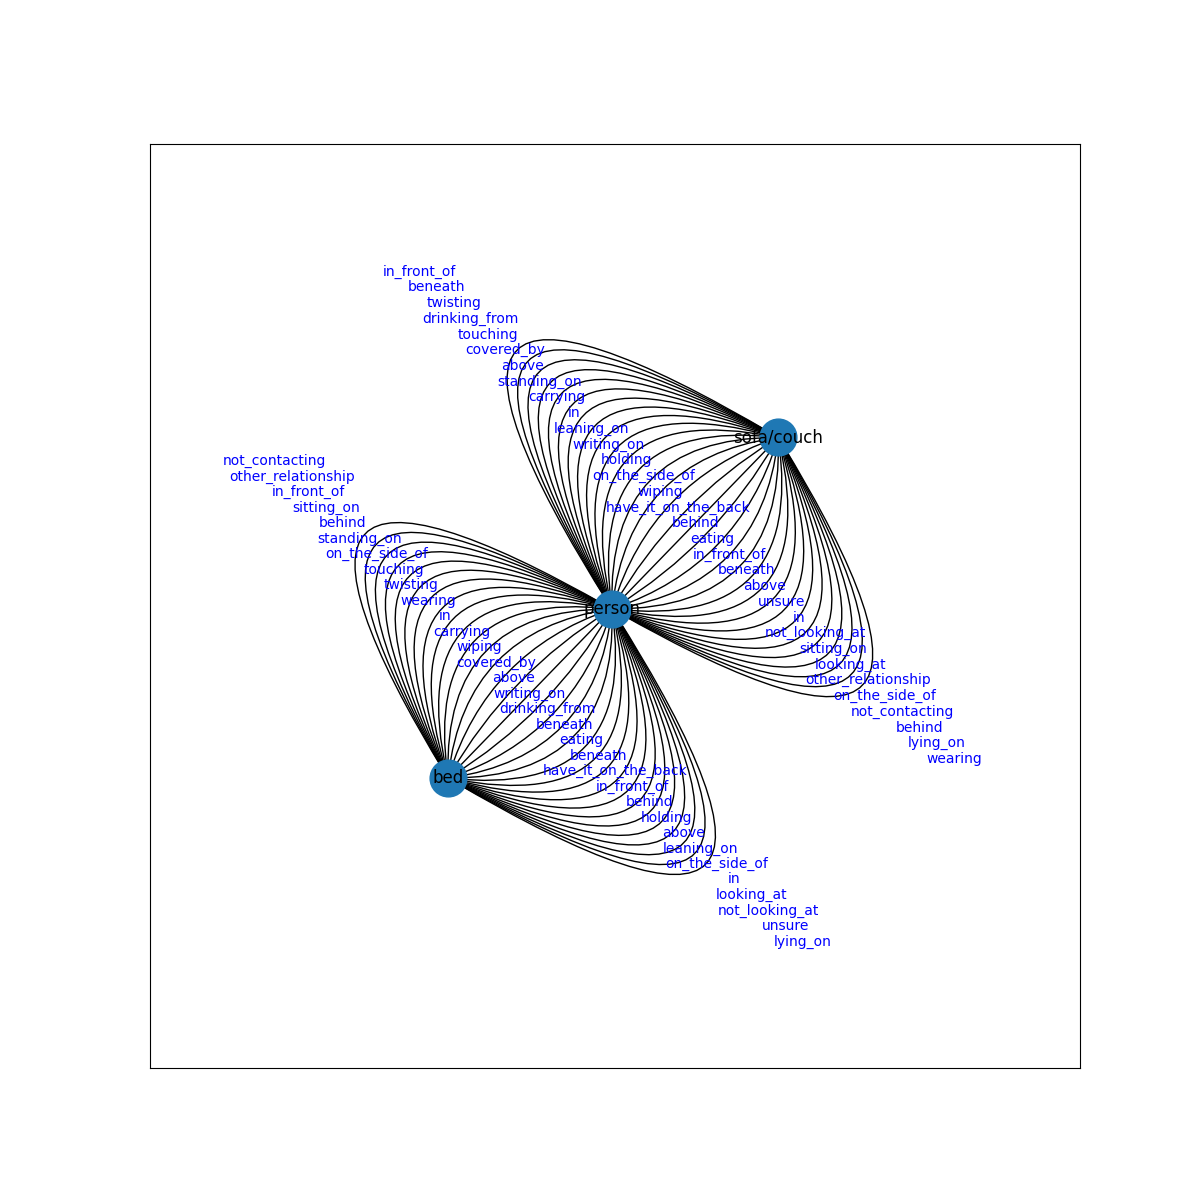 in_front_of
beneath
twisting
drinking_from
touching
covered_by
above
standing_on
carrying
in
leaning_on
writing_on
holding
on_the_side_of
wiping
have_it_on_the_back
behind
eating
in_front_of
beneath
above
unsure
in
not_looking_at
sitting_on
looking_at
other_relationship
on_the_side_of
not_contacting
behind
lying_on
wearing
sofa/couch
person
not_contacting
other_relationship
in_front_of
sitting_on
behind
standing_on
on_the_side_of
touching
twisting
wearing
in
carrying
wiping
covered_by
above
writing_on
drinking_from
beneath
eating
beneath
have_it_on_the_back
in_front_of
behind
holding
above
leaning_on
on_the_side_of
in
looking_at
not_looking_at
unsure
lying_on
bed